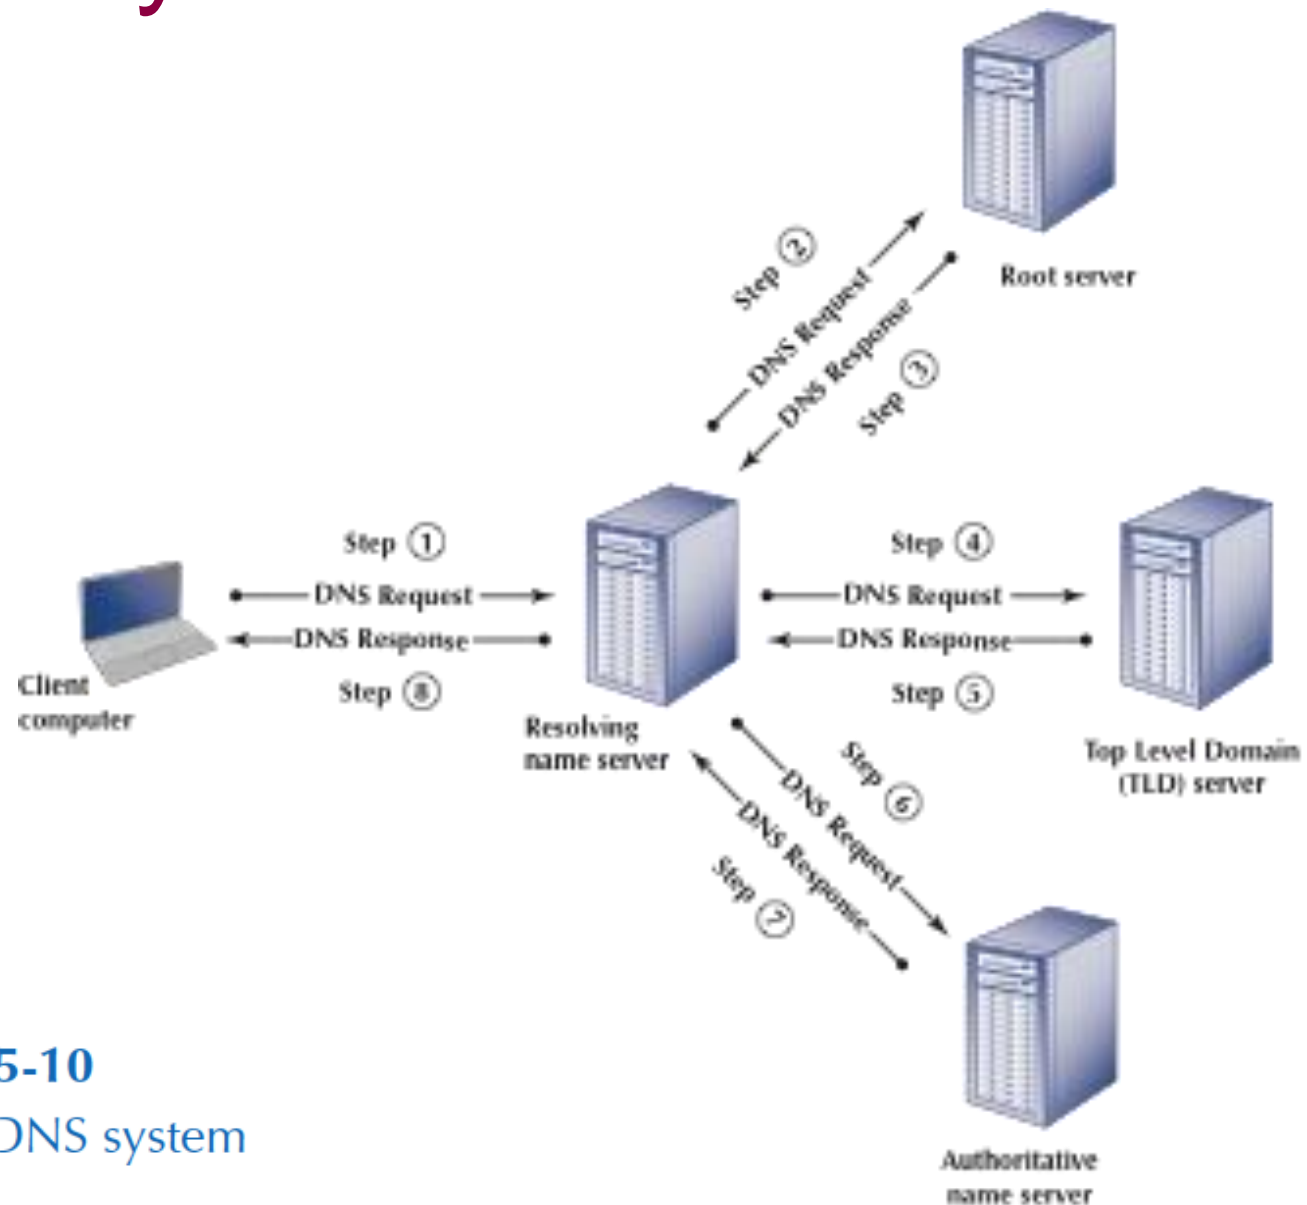 y
Root server
Step 2
DNS Request
DNS Response
Step 3
Step 1
DNS Request
DNS Response
Step 8
Client
computer
Resolving
name server
Step 4
DNS Request
DNS Response
Step 5
Top Level Domain
(TLD) server
Step 6
DNS Request
DNS Response
Step 7
Authoritative
name server
5-10
DNS system